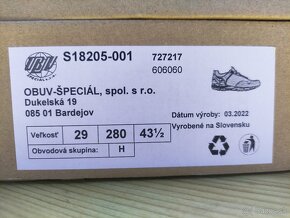 S18205-001
727217
606060
OBUV-ŠPECIÁL, spol. s r.o.
Dukelská 19
085 01 Bardejov
Dátum výroby: 03.2022
Vyrobené na Slovensku
Veľkosť: 29 280 43½
Obvodová skupina: H